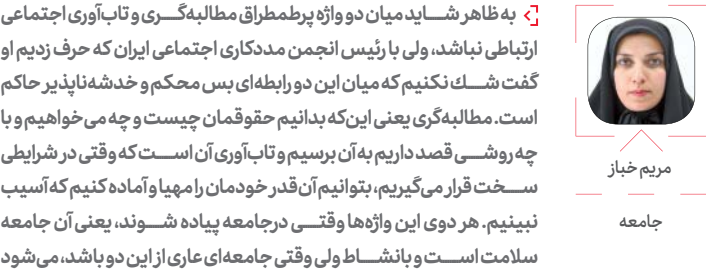 به ظاهر شاید میان دو واژه پرطمطراق مطالبه‌گری و تاب‌آوری اجتماعی
ارتباطی نباشد، ولی با رئیس انجمن مددکاری اجتماعی ایران که حرف زدیم او
گفت شك نکنیم که میان این دو رابطه‌ای بس محکم و خدشه‌ناپذیر حاکم
است. مطالبه‌گری یعنی این‌که بدانیم حقوقمان چیست و چه می‌خواهیم و با
چه روشی قصد داریم به آن برسیم و تاب‌آوری آن است که وقتی در شرایطی
سخت قرار می‌گیریم، بتوانیم آن‌قدر خودمان را مهیا و آماده کنیم که آسیب
نبینیم. هر دوی این واژه‌ها وقتی درجامعه پیاده شوند، یعنی آن جامعه
سلامت است و بانشاط ولی وقتی جامعه‌ای عاری از این دو باشد، می‌شود
مریم خباز
جامعه